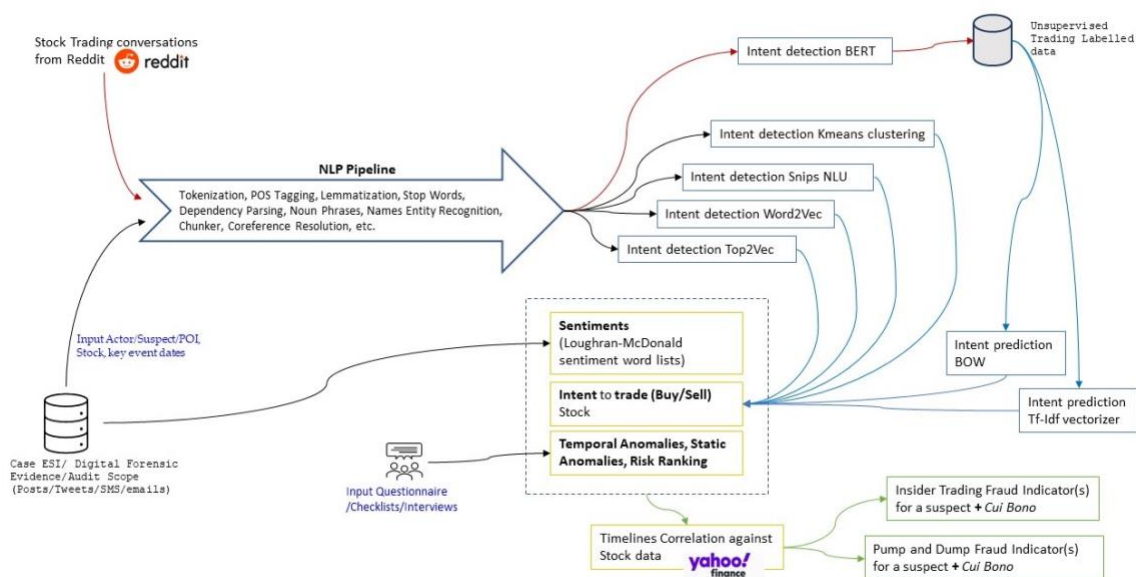 Stock Trading conversations
from Reddit
reddit
Intent detection BERT
Unsupervised
Trading Labelled
data
Intent detection Kmeans clustering
Intent detection Snips NLU
Intent detection Word2Vec
Intent detection Top2Vec
NLP Pipeline
Tokenization, POS Tagging, Lemmatization, Stop Words,
Dependency Parsing, Noun Phrases, Names Entity Recognition,
Chunker, Coreference Resolution, etc.
Input Actor/Suspect/POI,
Stock, key event dates
Sentiments
(Loughran-McDonald
sentiment word lists)
Intent to trade (Buy/Sell)
Stock
Temporal Anomalies, Static
Anomalies, Risk Ranking
Intent prediction
BOW
Intent prediction
Tf-Idf vectorizer
Case ESI/ Digital Forensic
Evidence/Audit Scope
(Posts/Tweets/SMS/emails)
Input Questionnaire
/Checklists/Interviews
Timelines Correlation against
Stock data
yahoo!
finance
Insider Trading Fraud Indicator(s)
for a suspect + Cui Bono
Pump and Dump Fraud Indicator(s)
for a suspect + Cui Bono